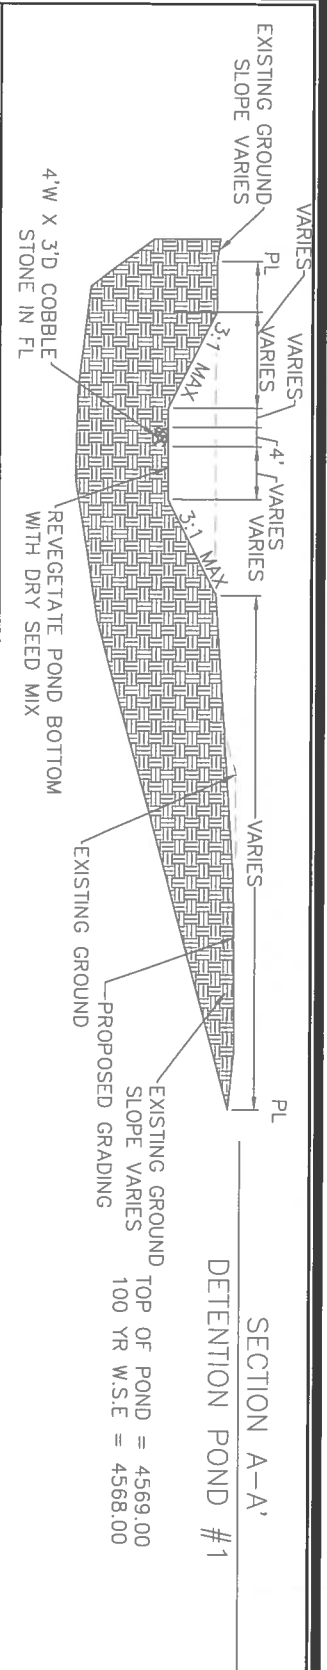 EXISTING GROUND
SLOPE VARIES
VARIES
PL
VARIES
VARIES
4'
VARIES
VARIES
3:1 MAX
3:1 MAX
VARIES
PL
4'W X 3'D COBBLE
STONE IN FL
REVEGETATE POND BOTTOM
WITH DRY SEED MIX
EXISTING GROUND
PROPOSED GRADING
EXISTING GROUND
SLOPE VARIES
TOP OF POND = 4569.00
100 YR W.S.E = 4568.00
SECTION A-A'
DETENTION POND #1